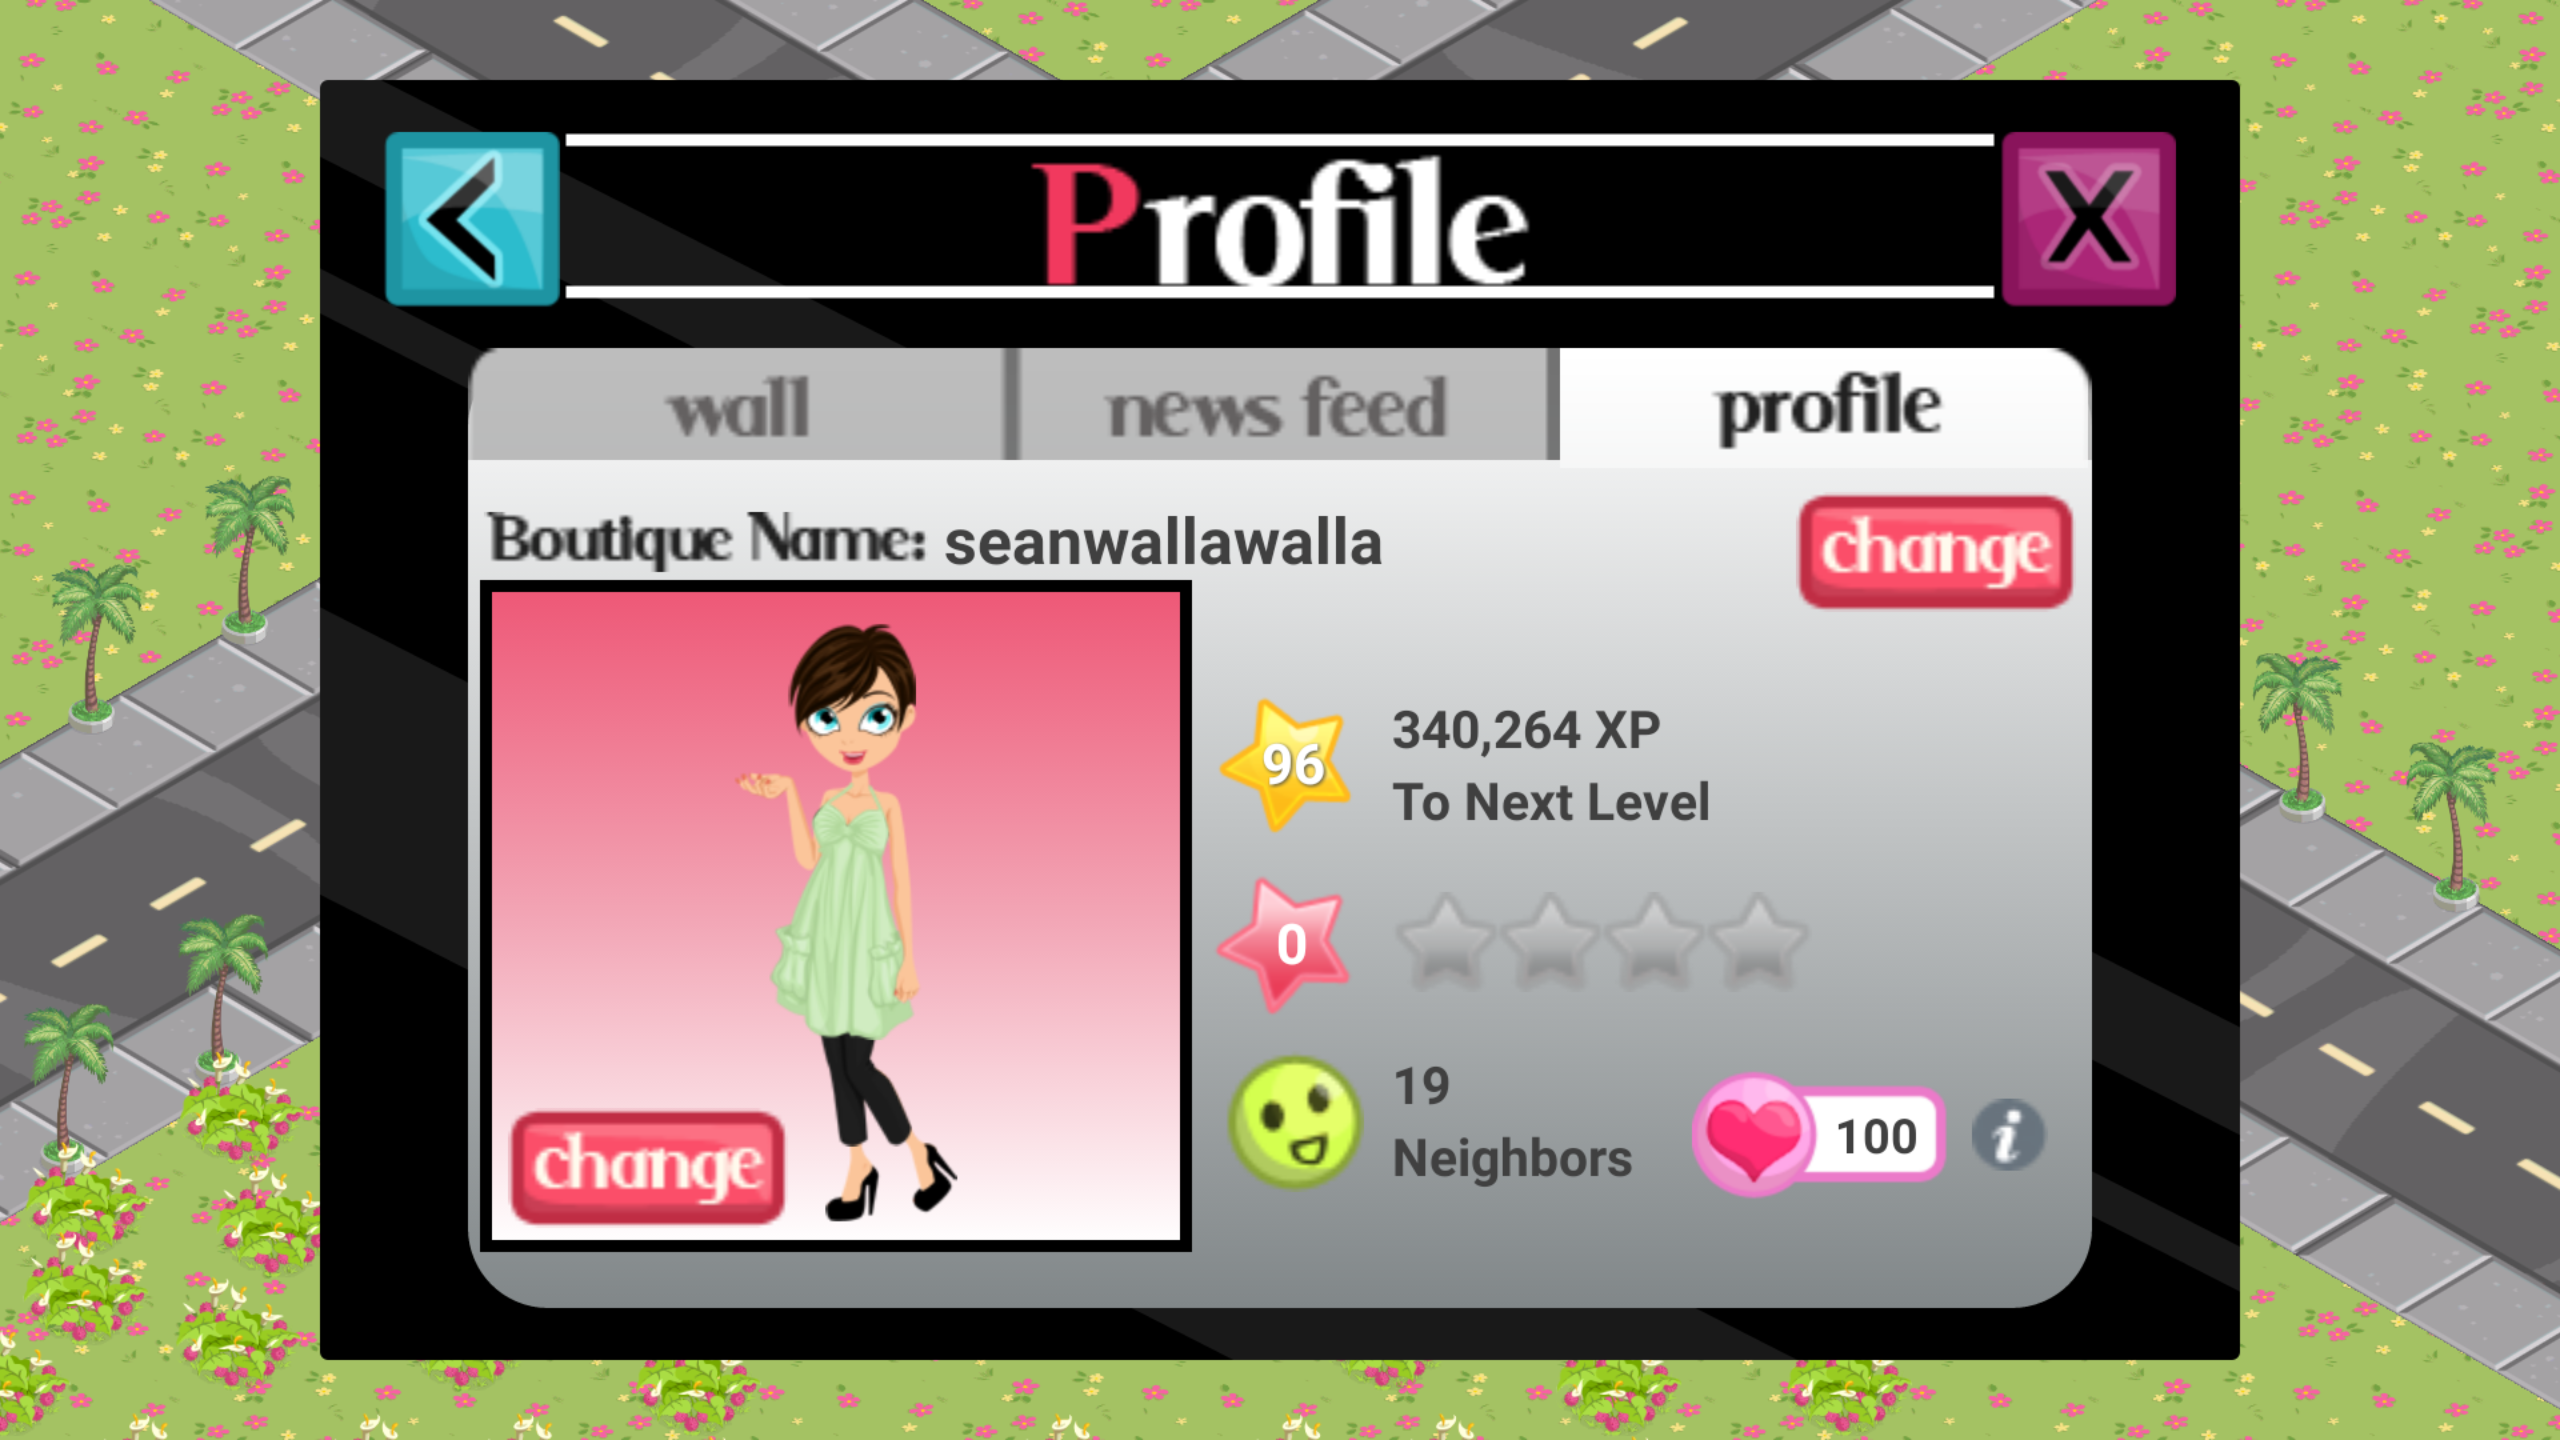 Profile
X
wall
news feed
profile
Boutique Name: seanwallawalla
change
96
340,264 XP
To Next Level
0
19
Neighbors
100
i
change